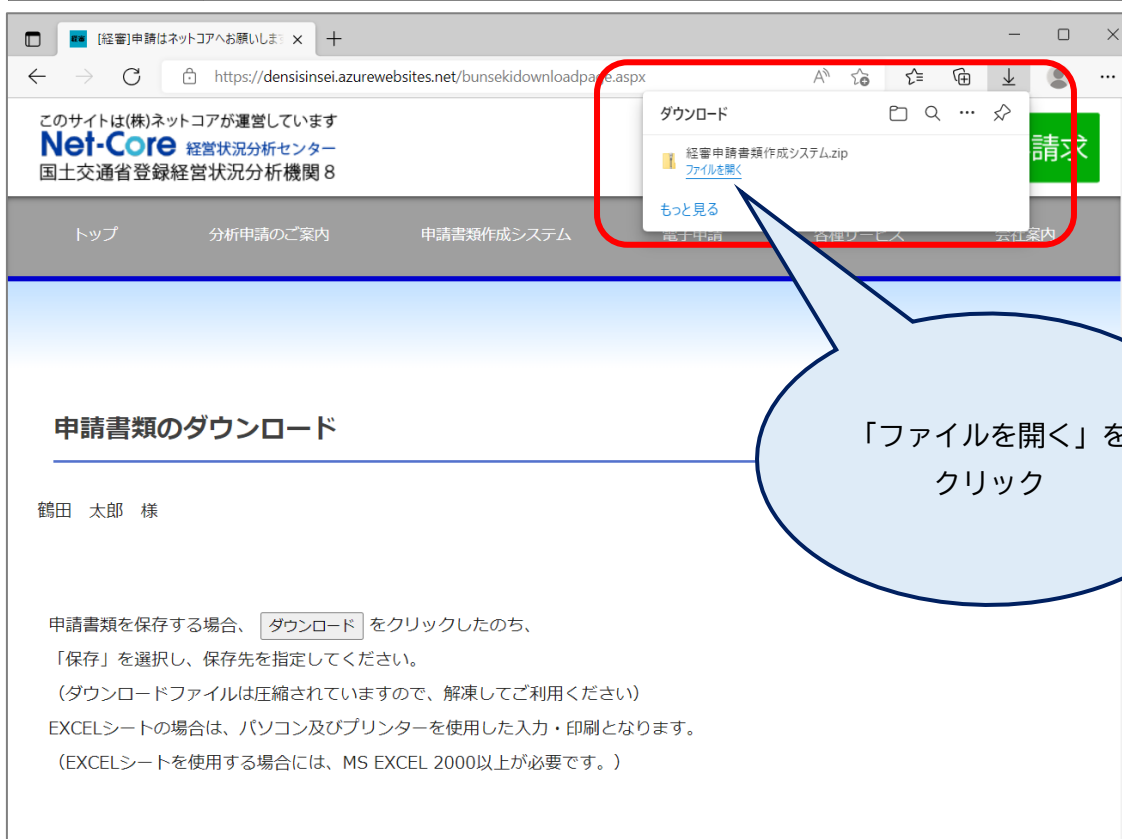 [経審]申請はネットコアへお願いしま
https://densisinsei.azurewebsites.net/bunsekidownloadpage.aspx
このサイトは(株)ネットコアが運営しています
Net-Core 経営状況分析センター
国土交通省登録経営状況分析機関８
請求
ダウンロード
経審申請書類作成システム.zip
ファイルを開く
もっと見る
トップ 分析申請のご案内 申請書類作成システム 電子申請 各種サービス 会社案内
「ファイルを開く」を
クリック
申請書類のダウンロード
鶴田　太郎　様
申請書類を保存する場合、 ダウンロード をクリックしたのち、
「保存」を選択し、保存先を指定してください。
（ダウンロードファイルは圧縮されていますので、解凍してご利用ください）
EXCELシートの場合は、パソコン及びプリンターを使用した入力・印刷となります。
（EXCELシートを使用する場合には、MS EXCEL 2000以上が必要です。）